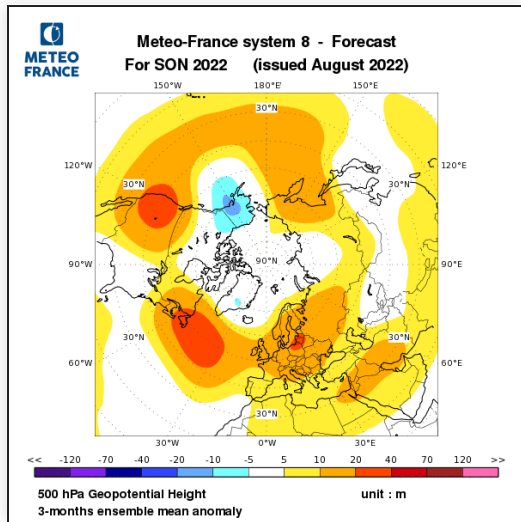 METEO
FRANCE
Meteo-France system 8 - Forecast
For SON 2022 (issued August 2022)
150°W 180°E 150°E
30°N
120°W 120°E
30°N 30°N
90°W 90°N 90°E
30°N 30°N
60°W 60°E
30°N
30°W 0°W 30°E
<< -120 -70 -40 -20 -10 -5 5 10 20 40 70 120 >>
500 hPa Geopotential Height unit : m
3-months ensemble mean anomaly